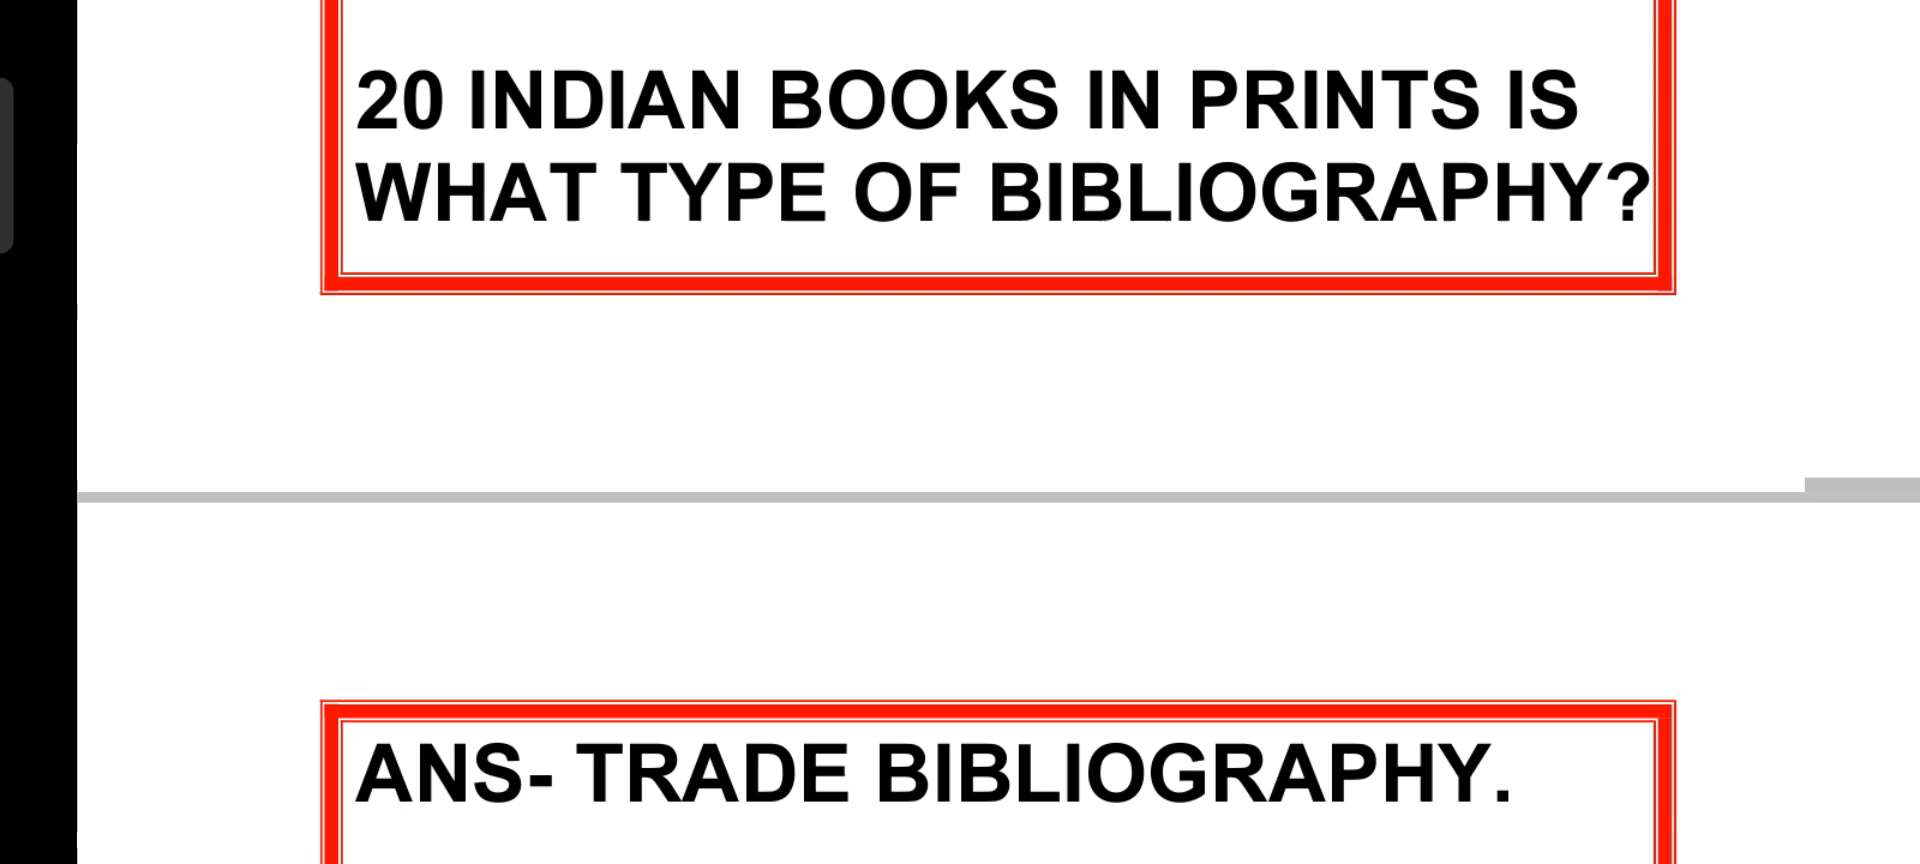 20 INDIAN BOOKS IN PRINTS IS
WHAT TYPE OF BIBLIOGRAPHY?
ANS- TRADE BIBLIOGRAPHY.